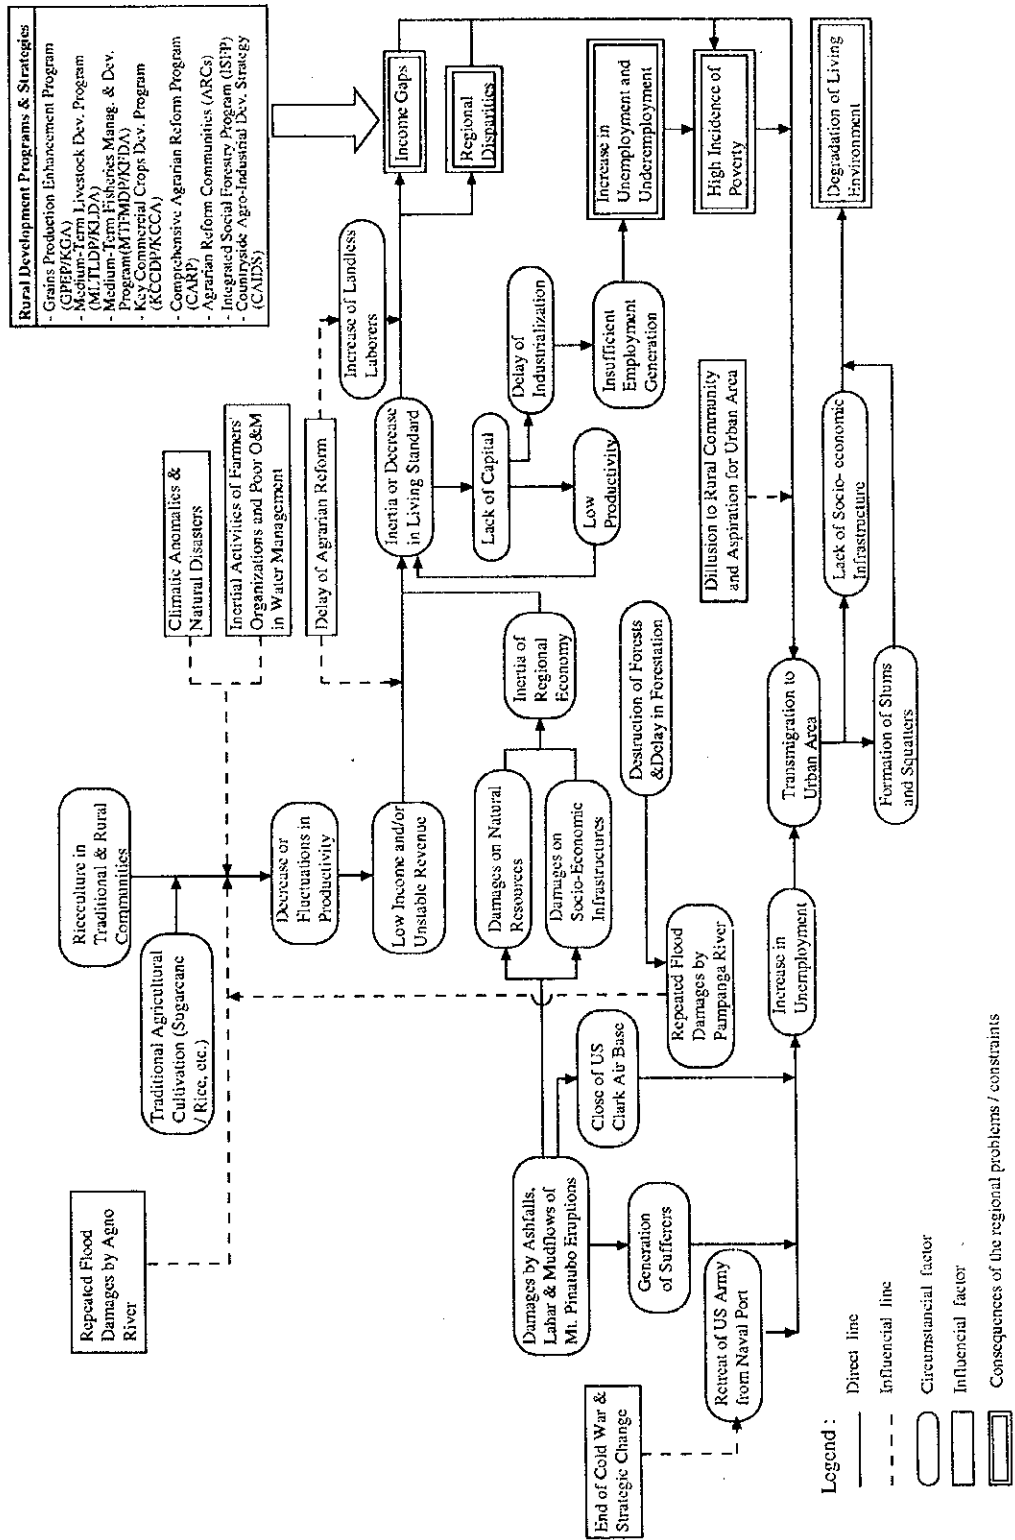 Rural Development Programs & Strategies
- Grains Production Enhancement Program
(GPEP/KGA)
- Medium-Term Livestock Dev. Program
(MLTLDP/KLDA)
- Medium-Term Fisheries Manag. & Dev.
Program(MTFMDP/KFDA)
- Key Commercial Crops Dev. Program
(KCCDP/KCCA)
- Comprehensive Agrarian Reform Program
(CARP)
- Agrarian Reform Communities (ARCs)
- Integrated Social Forestry Program (ISFP)
- Countryside Agro-Industrial Dev. Strategy
(CAIDS)
Riceculture in
Traditional & Rural
Communities
Traditional Agricultural
Cultivation (Sugarcane
/ Rice, etc.)
Repeated Flood
Damages by Agno
River
Climatic Anomalies &
Natural Disasters
Inertial Activities of Farmers'
Organizations and Poor O&M
in Water Management
Delay of Agrarian Reform
Increase of Landless
Laborers
Decrease or
Fluctuations in
Productivity
Low Income and/or
Unstable Revenue
Inertia or Decrease
in Living Standard
Income Gaps
Regional
Disparities
Lack of Capital
Delay of
Industrialization
Low
Productivity
Insufficient
Employment
Generation
Increase in
Unemployment and
Underemployment
High Incidence of
Poverty
Damages on Natural
Resources
Damages on
Socio-Economic
Infrastructures
Inertia of
Regional
Economy
Destruction of Forests
&Delay in Forestation
Repeated Flood
Damages by
Pampanga River
Damages by Ashfalls,
Lahar & Mudflows of
Mt. Pinatubo Eruptions
Close of US
Clark Air Base
Generation
of Sufferers
End of Cold War &
Strategic Change
Retreat of US Army
from Naval Port
Increase in
Unemployment
Transmigration to
Urban Area
Dillusion to Rural Community
and Aspiration for Urban Area
Formation of Slums
and Squatters
Lack of Socio- economic
Infrastructure
Degradation of Living
Environment
Legend :
Direct line
Influencial line
Circumstancial factor
Influencial factor
Consequences of the regional problems / constraints